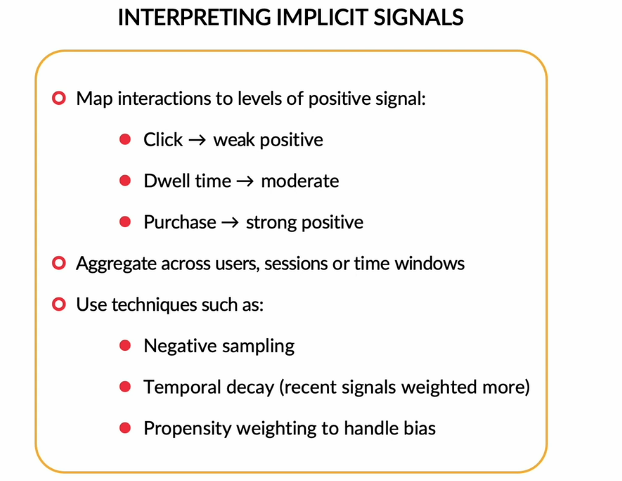 INTERPRETING IMPLICIT SIGNALS
Map interactions to levels of positive signal:
Click → weak positive
Dwell time → moderate
Purchase → strong positive
Aggregate across users, sessions or time windows
Use techniques such as:
Negative sampling
Temporal decay (recent signals weighted more)
Propensity weighting to handle bias